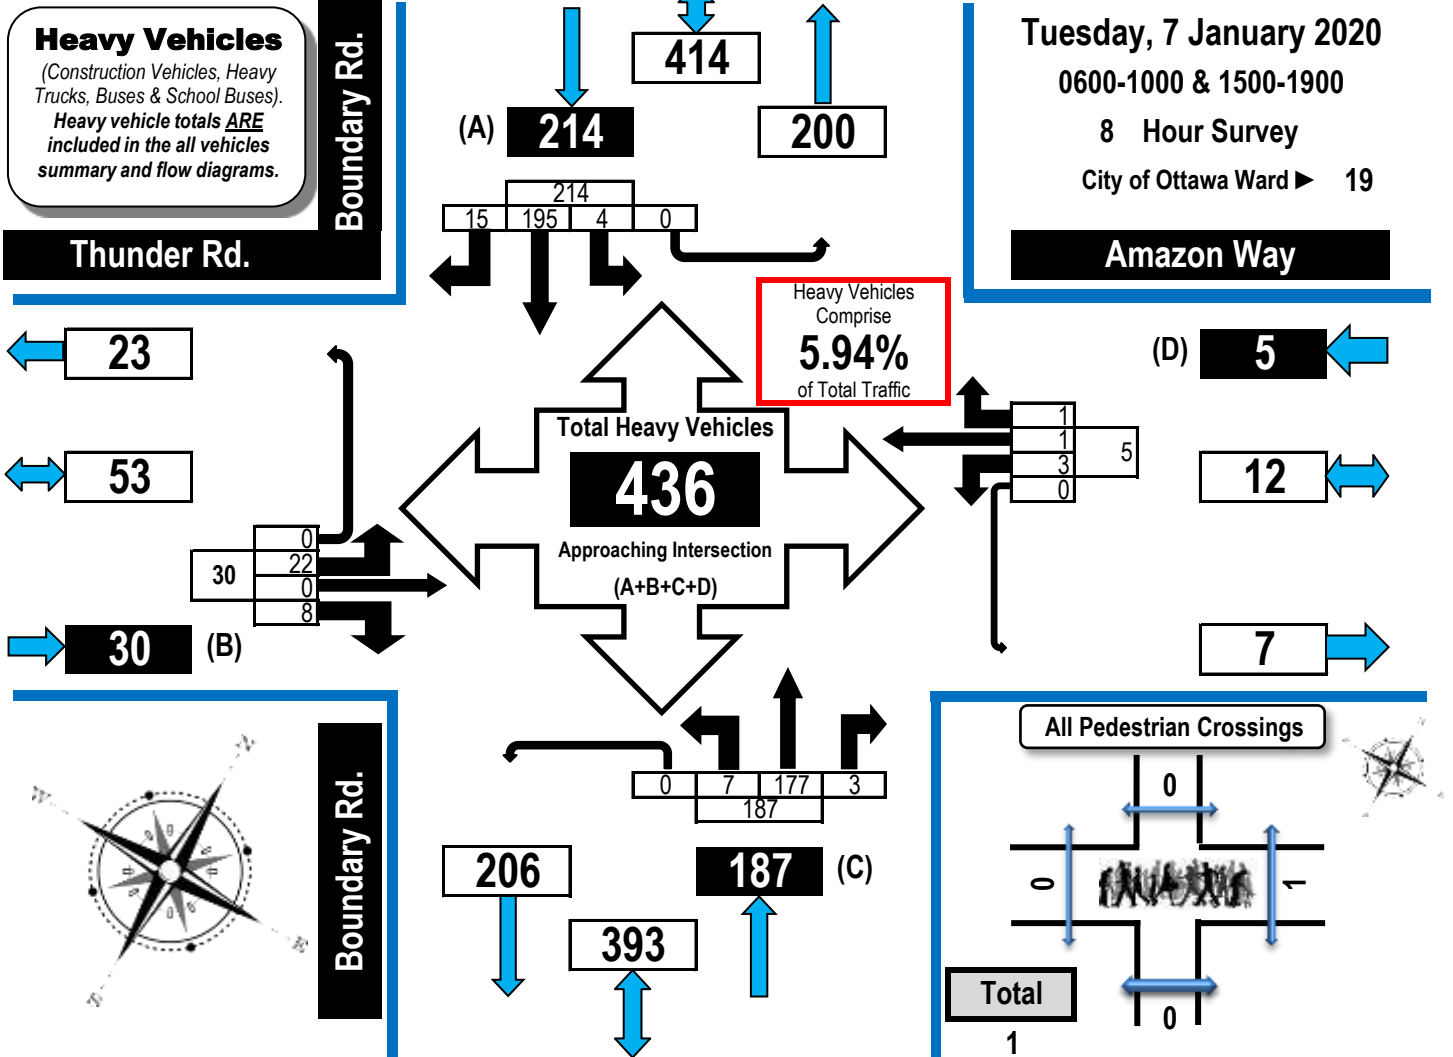 Heavy Vehicles
(Construction Vehicles, Heavy
Trucks, Buses & School Buses).
Heavy vehicle totals ARE
included in the all vehicles
summary and flow diagrams.
Boundary Rd.
Thunder Rd.
414
(A) 214
200
214
15 195 4 0
Tuesday, 7 January 2020
0600-1000 & 1500-1900
8 Hour Survey
City of Ottawa Ward ► 19
Amazon Way
Heavy Vehicles
Comprise
5.94%
of Total Traffic
23
53
0
22
0
8
30
30 (B)
Total Heavy Vehicles
436
Approaching Intersection
(A+B+C+D)
(D) 5
1
1
3
0
5
12
7
0 7 177 3
187
206
187 (C)
393
Boundary Rd.
N
W
E
All Pedestrian Crossings
0
0
1
0
Total
1